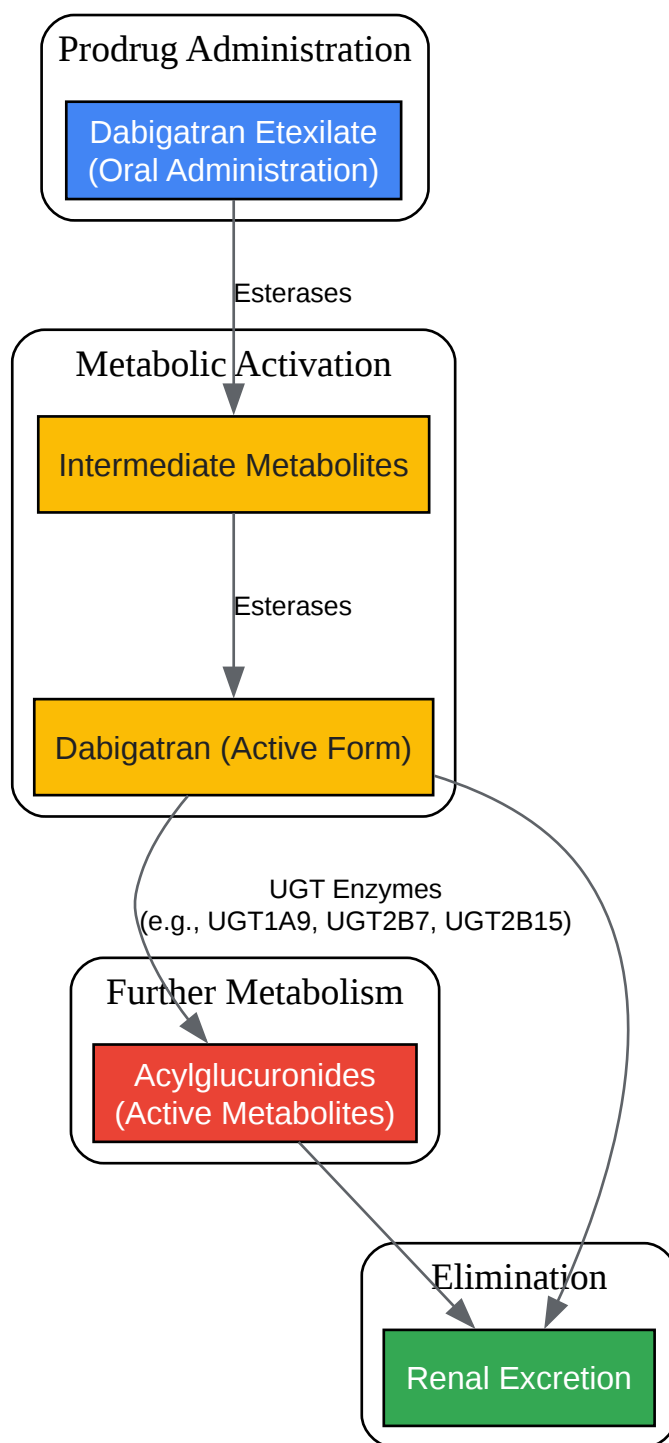 Prodrug Administration
Dabigatran Etexilate
(Oral Administration)
Esterases
Metabolic Activation
Intermediate Metabolites
Esterases
Dabigatran (Active Form)
UGT Enzymes
(e.g., UGT1A9, UGT2B7, UGT2B15)
Further Metabolism
Acylglucuronides
(Active Metabolites)
Elimination
Renal Excretion